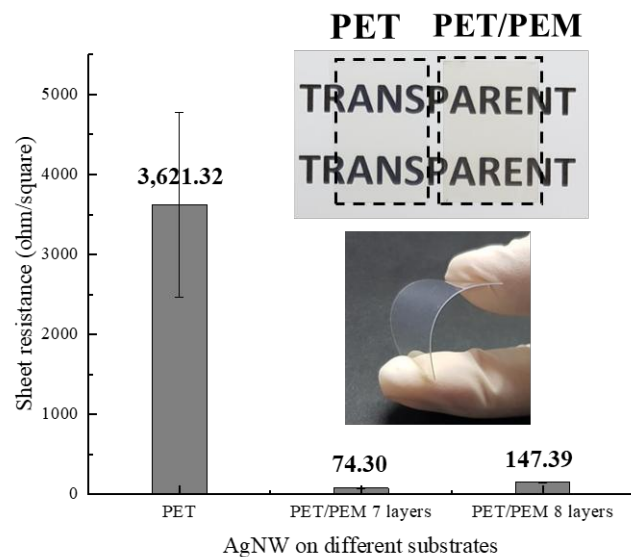 PET PET/PEM
TRANSPARENT
TRANSPARENT
Sheet resistance (ohm/square)
5000
4000
3000
2000
1000
0
3,621.32
74.30
147.39
PET
PET/PEM 7 layers
PET/PEM 8 layers
AgNW on different substrates